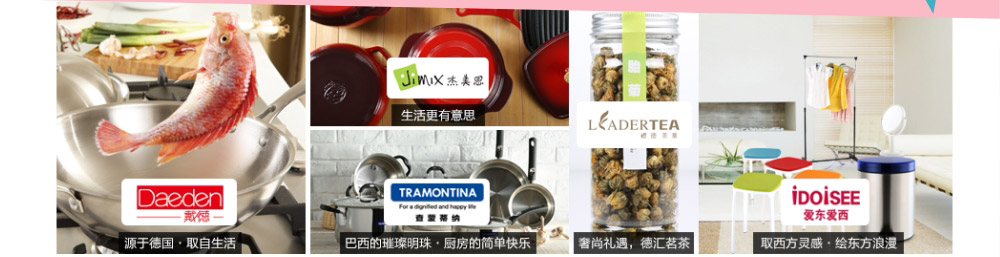 Daeden
戴德
源于德国·取自生活
JiMiX 杰美思
生活更有意思
TRAMONTINA
For a dignified and happy life
查蒙蒂纳
巴西的璀璨明珠·厨房的简单快乐
LEADERTEA
奢尚礼遇，德汇茗茶
iDOiSEE
爱东爱西
取西方灵感·绘东方浪漫